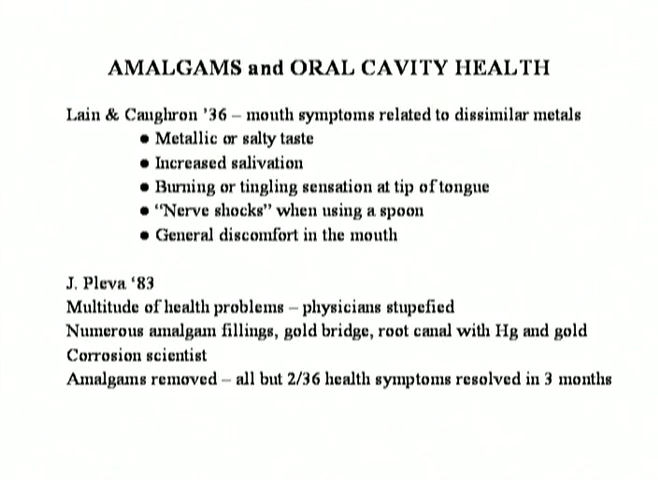 AMALGAMS and ORAL CAVITY HEALTH
Lain & Caughron '36 – mouth symptoms related to dissimilar metals
● Metallic or salty taste
● Increased salivation
● Burning or tingling sensation at tip of tongue
● “Nerve shocks” when using a spoon
● General discomfort in the mouth
J. Pleva ‘83
Multitude of health problems – physicians stupefied
Numerous amalgam fillings, gold bridge, root canal with Hg and gold
Corrosion scientist
Amalgams removed – all but 2/36 health symptoms resolved in 3 months